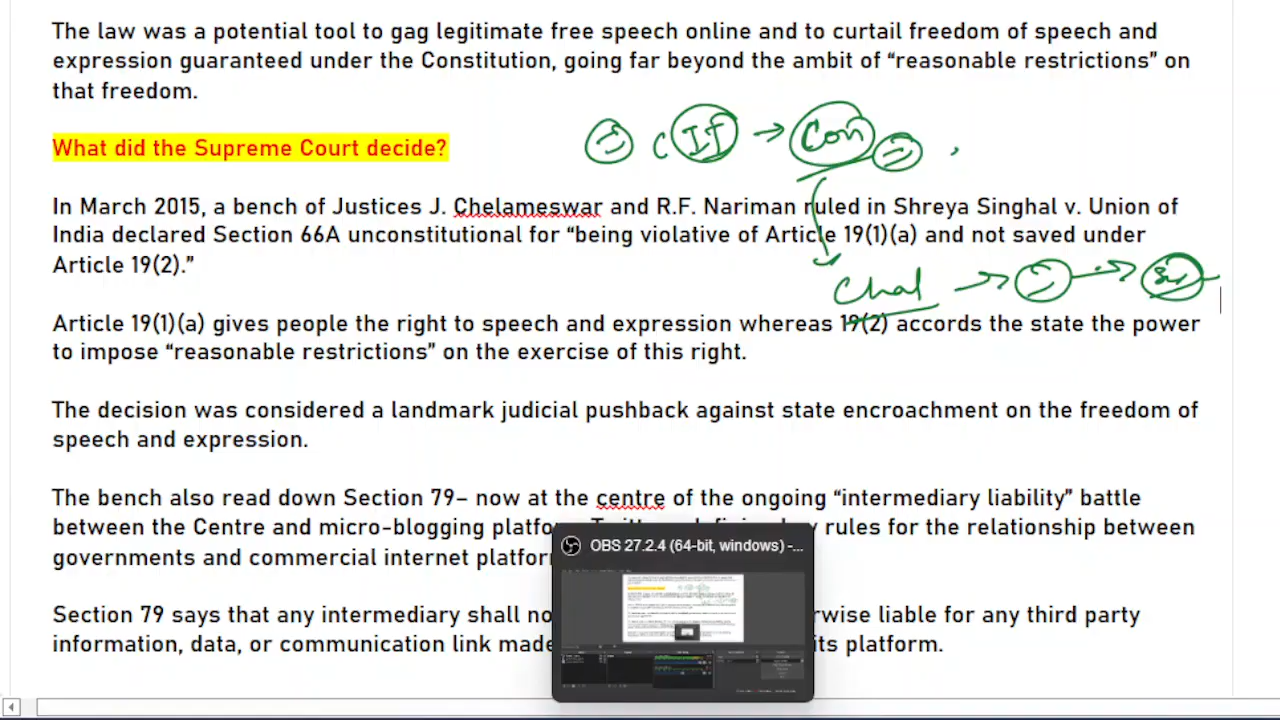 The law was a potential tool to gag legitimate free speech online and to curtail freedom of speech and
expression guaranteed under the Constitution, going far beyond the ambit of “reasonable restrictions” on
that freedom.
If Con
What did the Supreme Court decide?
In March 2015, a bench of Justices J. Chelameswar and R.F. Nariman ruled in Shreya Singhal v. Union of
India declared Section 66A unconstitutional for “being violative of Article 19(1)(a) and not saved under
Article 19(2).”
Chal
Article 19(1)(a) gives people the right to speech and expression whereas 19(2) accords the state the power
to impose “reasonable restrictions” on the exercise of this right.
The decision was considered a landmark judicial pushback against state encroachment on the freedom of
speech and expression.
The bench also read down Section 79– now at the centre of the ongoing “intermediary liability” battle
between the Centre and micro-blogging rules for the relationship between
governments and commercial internet
OBS 27.2.4 (64-bit, windows) -...
Section 79 says that any intermediary shall liable for any third party
information, data, or communication link its platform.